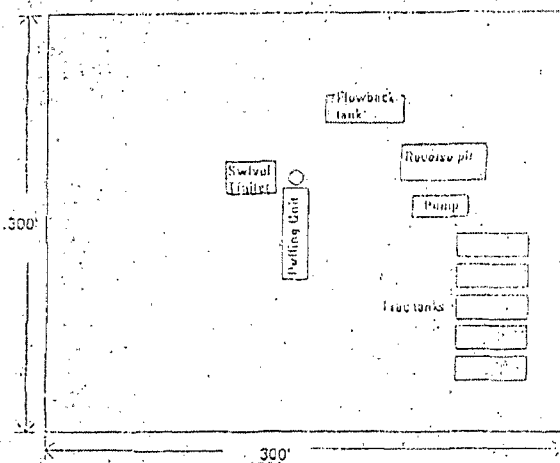 Flowback
tank
Reverse pit
Swivel
Trailer
Pump
Pulling Unit
.300'
Frac tanks
300'